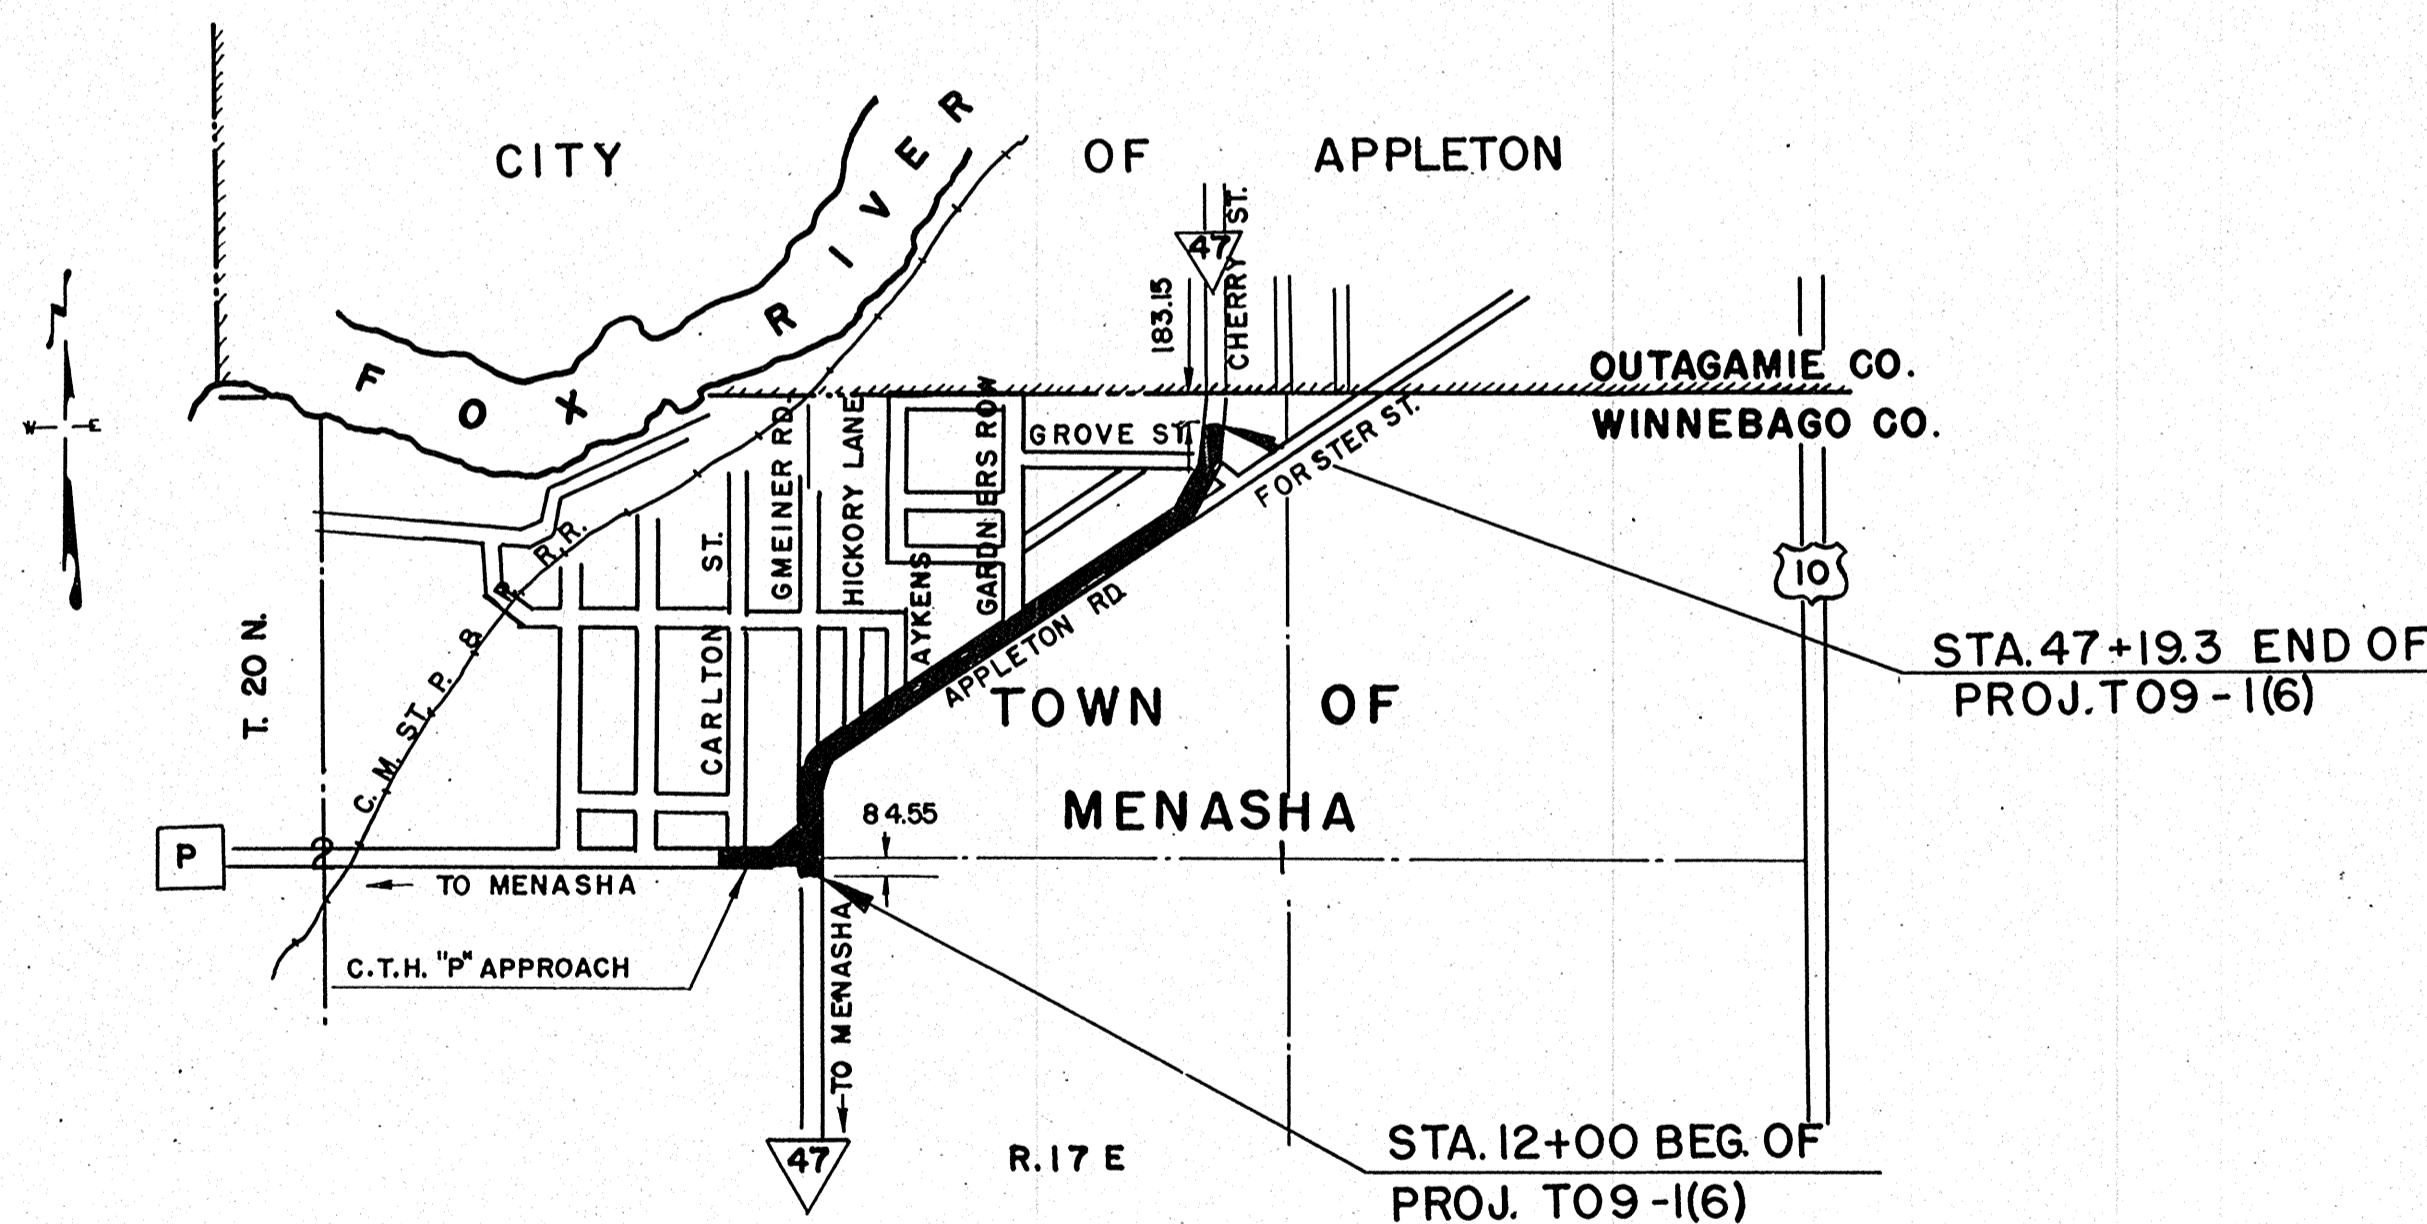 CITY OF APPLETON
FOX RIVER
47
CHERRY ST.
183.15
OUTAGAMIE CO.
WINNEBAGO CO.
W E
GROVE ST.
FORSTER ST.
GMEINER RD.
HICKORY LANE
GARDNERS ROW
AYKENS
CARLTON ST.
R.R.
C. M. ST. P. & P.
T. 20 N.
APPLETON RD
10
TOWN OF
MENASHA
STA. 47+19.3 END OF
PROJ. T09-1(6)
84.55
P
2
← TO MENASHA
C.T.H. "P" APPROACH
← TO MENASHA
47
R. 17 E
STA. 12+00 BEG. OF
PROJ. T09-1(6)